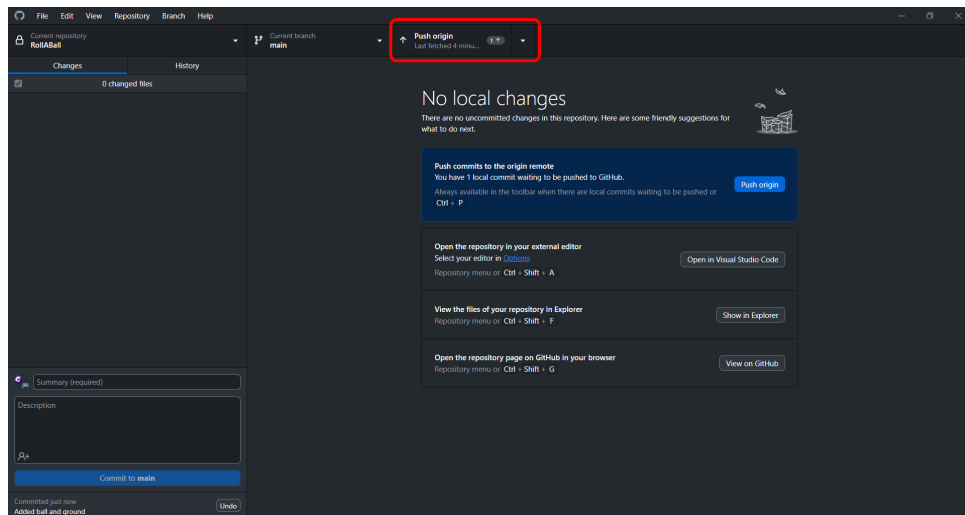 File Edit View Repository Branch Help
Current repository
RollABall
Current branch
main
Push origin
Last fetched 4 minu...
1
Changes
History
0 changed files
No local changes
There are no uncommitted changes in this repository. Here are some friendly suggestions for
what to do next.
Push commits to the origin remote
You have 1 local commit waiting to be pushed to GitHub.
Always available in the toolbar when there are local commits waiting to be pushed or
Ctrl + P
Push origin
Open the repository in your external editor
Select your editor in Options
Repository menu or Ctrl + Shift + A
Open in Visual Studio Code
View the files of your repository in Explorer
Repository menu or Ctrl + Shift + F
Show in Explorer
Open the repository page on GitHub in your browser
Repository menu or Ctrl + Shift + G
View on GitHub
Summary (required)
Description
Commit to main
Committed just now
Added ball and ground
Undo